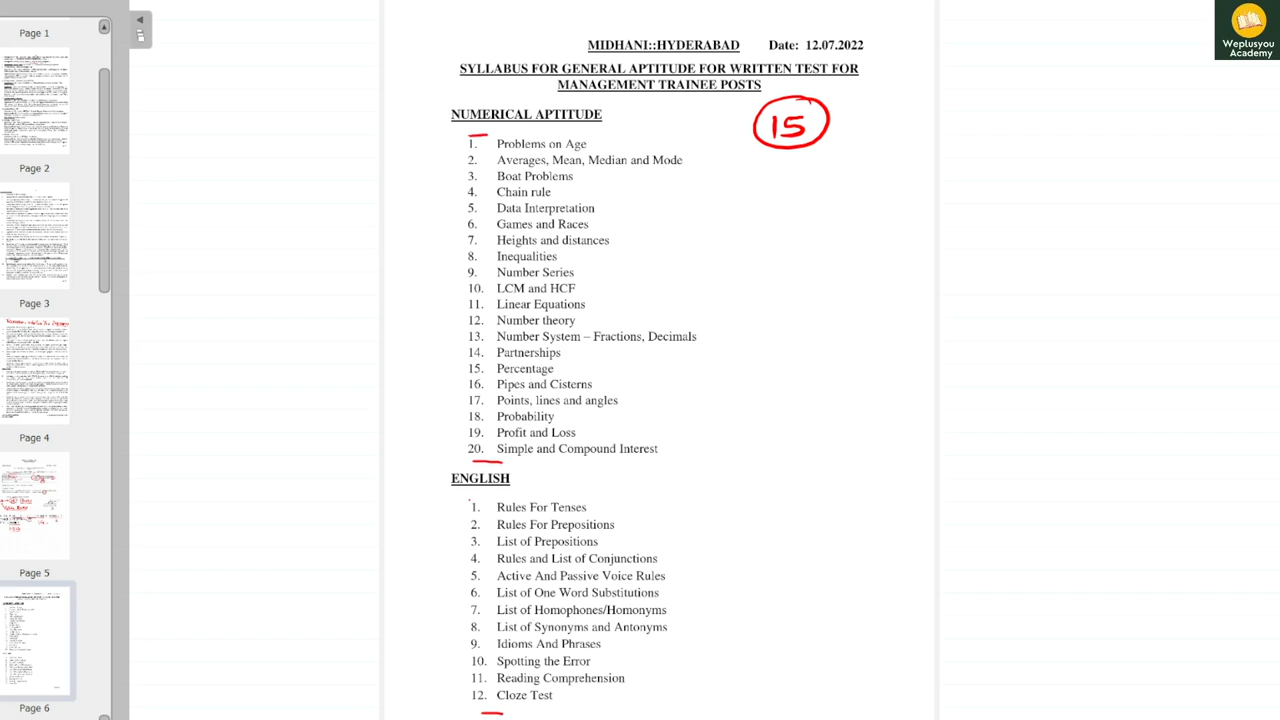 Page 1
Page 2
Page 3
Page 4
Page 5
Page 6
Weplusyou
Academy
MIDHANI::HYDERABAD Date: 12.07.2022
SYLLABUS FOR GENERAL APTITUDE FOR WRITTEN TEST FOR
MANAGEMENT TRAINEE POSTS
NUMERICAL APTITUDE
15
1. Problems on Age
2. Averages, Mean, Median and Mode
3. Boat Problems
4. Chain rule
5. Data Interpretation
6. Games and Races
7. Heights and distances
8. Inequalities
9. Number Series
10. LCM and HCF
11. Linear Equations
12. Number theory
13. Number System – Fractions, Decimals
14. Partnerships
15. Percentage
16. Pipes and Cisterns
17. Points, lines and angles
18. Probability
19. Profit and Loss
20. Simple and Compound Interest
ENGLISH
1. Rules For Tenses
2. Rules For Prepositions
3. List of Prepositions
4. Rules and List of Conjunctions
5. Active And Passive Voice Rules
6. List of One Word Substitutions
7. List of Homophones/Homonyms
8. List of Synonyms and Antonyms
9. Idioms And Phrases
10. Spotting the Error
11. Reading Comprehension
12. Cloze Test